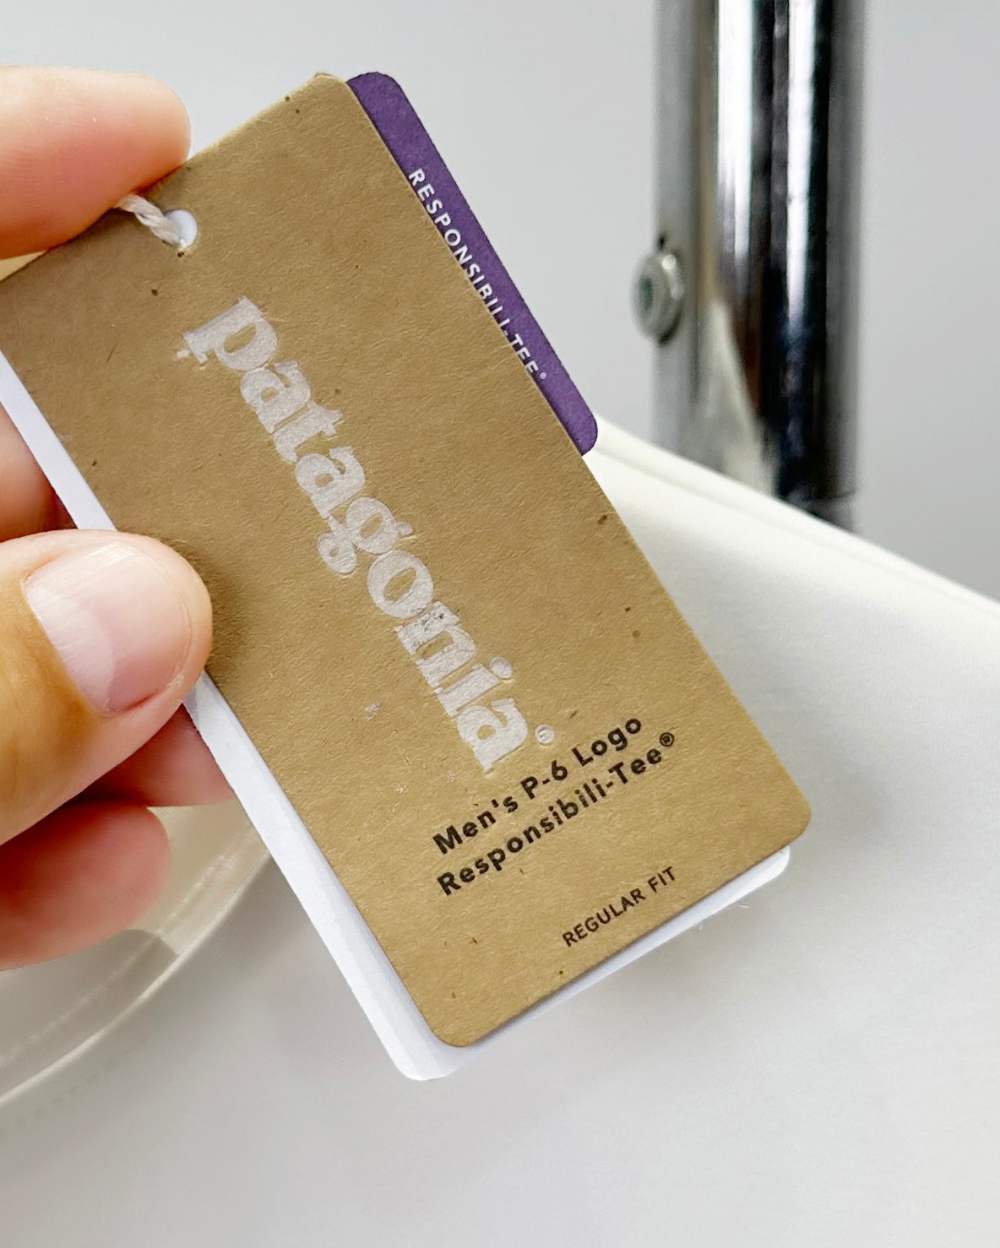 RESPONSIBILI-TEE®
patagonia®
Men's P-6 Logo
Responsibili-Tee®
REGULAR FIT